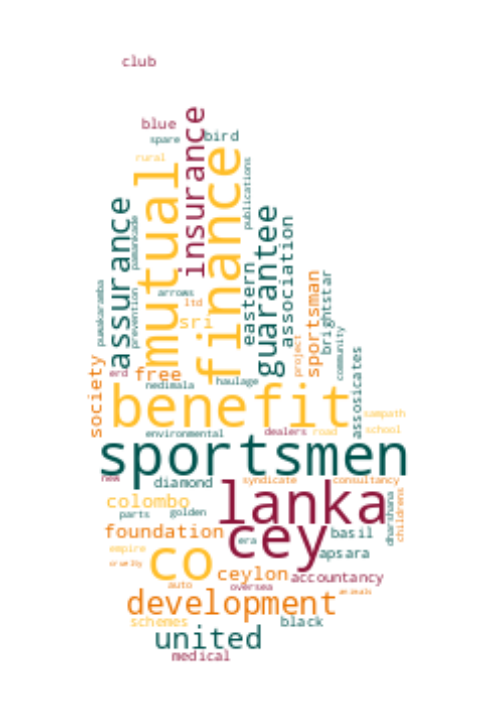 club
blue
spare
bird
rural
insurance
mutual
finance
publications
assurance
pamankade
guarantee
association
eastern
arrows
ltd
sri
prevention
puwakaramba
sportsman
brightstar
project
community
erd
free
nedimala
haulage
society
assosicates
benefit
sampath
environmental
dealers
road
school
sportsmen
new
diamond
syndicate
consultancy
lanka
colombo
parts
golden
dharshana
childrens
foundation
cey
era
basil
empire
co
apsara
cruelty
ceylon
accountancy
auto
oversea
animals
development
schemes
black
united
medical